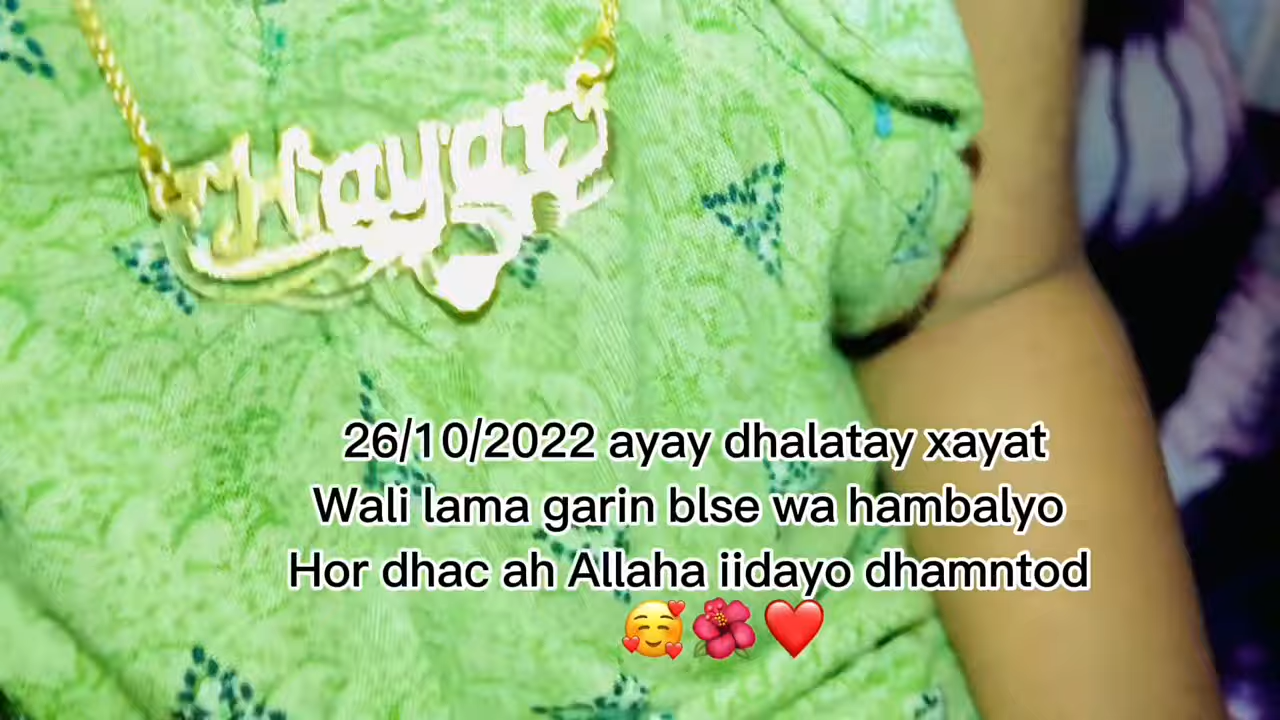 Hayat
26/10/2022 ayay dhalatay xayat
Wali lama garin blse wa hambalyo
Hor dhac ah Allaha iidayo dhamntod
🥰🌺❤️